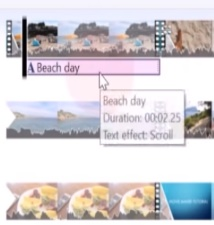 A Beach day
Beach day
Duration: 00:02.25
Text effect: Scroll